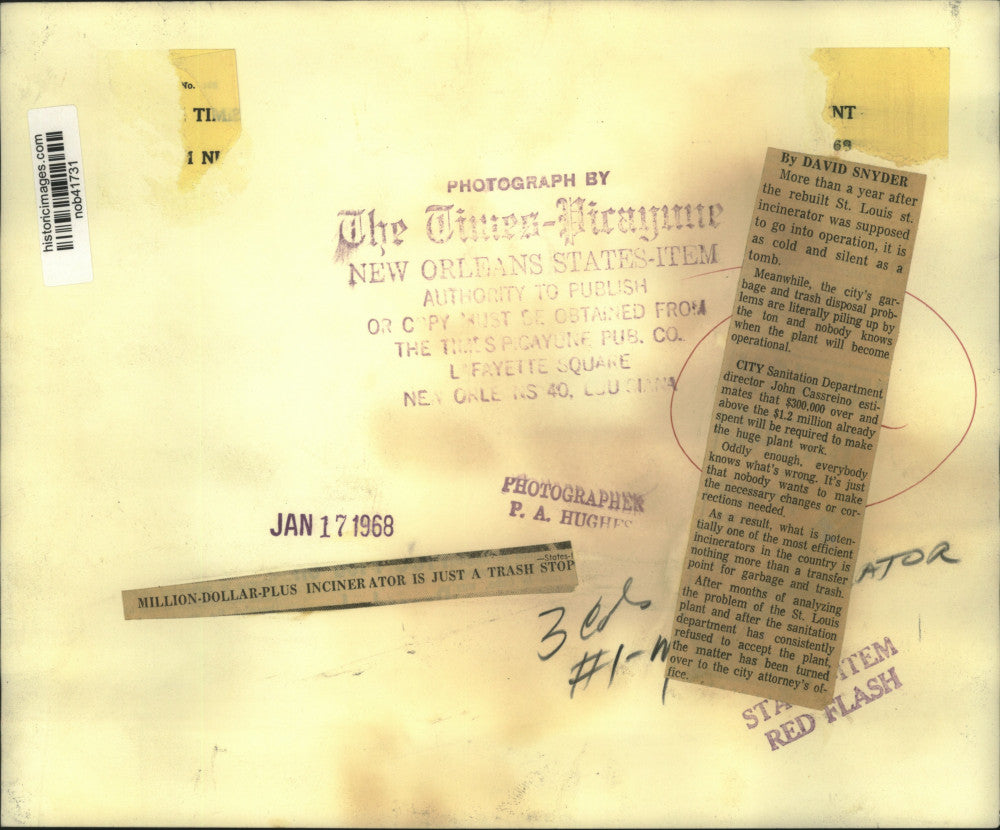 historicimages.com
nob41731
No.
TI
NT
69
PHOTOGRAPH BY
The Times-Picayune
NEW ORLEANS STATES-ITEM
AUTHORITY TO PUBLISH
OR COPY MUST BE OBTAINED FROM
THE TIMES PICAYUNE PUB. CO.
LAFAYETTE SQUARE
NEW ORLEANS 40, LOUISIANA
By DAVID SNYDER
More than a year after
the rebuilt St. Louis st.
incinerator was supposed
to go into operation, it is
as cold and silent as a
tomb.
Meanwhile, the city's gar-
bage and trash disposal prob-
lems are literally piling up by
the ton and nobody knows
when the plant will become
operational.
CITY Sanitation Department
director John Cassreino esti-
mates that $300,000 over and
above the $1.2 million already
spent will be required to make
the huge plant work.
Oddly enough, everybody
knows what's wrong. It's just
that nobody wants to make
the necessary changes or cor-
rections needed.
As a result, what is poten-
tially one of the most efficient
incinerators in the country is
nothing more than a transfer
point for garbage and trash.
After months of analyzing
the problem of the St. Louis
plant and after the sanitation
department has consistently
refused to accept the plant,
the matter has been turned
over to the city attorney's of-
fice.
PHOTOGRAPHER
P. A. HUGHES
JAN 17 1968
—States-I
MILLION-DOLLAR-PLUS INCINERATOR IS JUST A TRASH STOP
ATOR
3
#1-
STA ITEM
RED FLASH